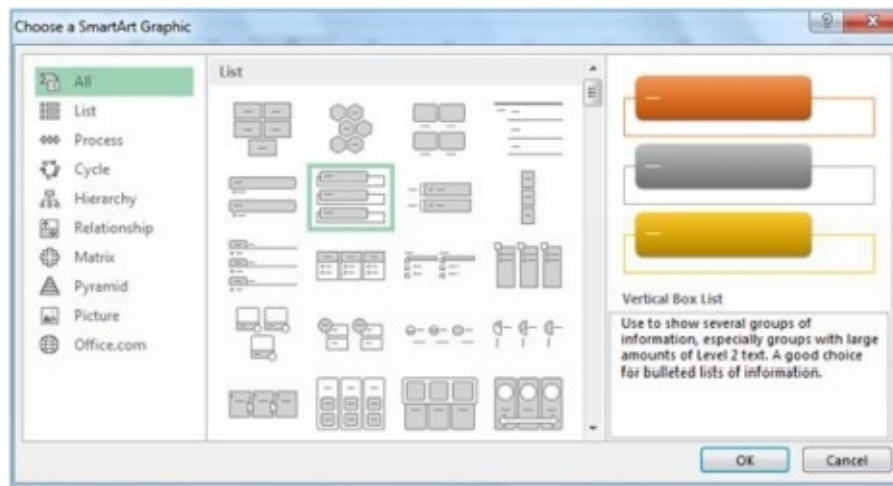 Choose a SmartArt Graphic
All
List
Process
Cycle
Hierarchy
Relationship
Matrix
Pyramid
Picture
Office.com
List
Vertical Box List
Use to show several groups of
information, especially groups with large
amounts of Level 2 text. A good choice
for bulleted lists of information.
OK
Cancel